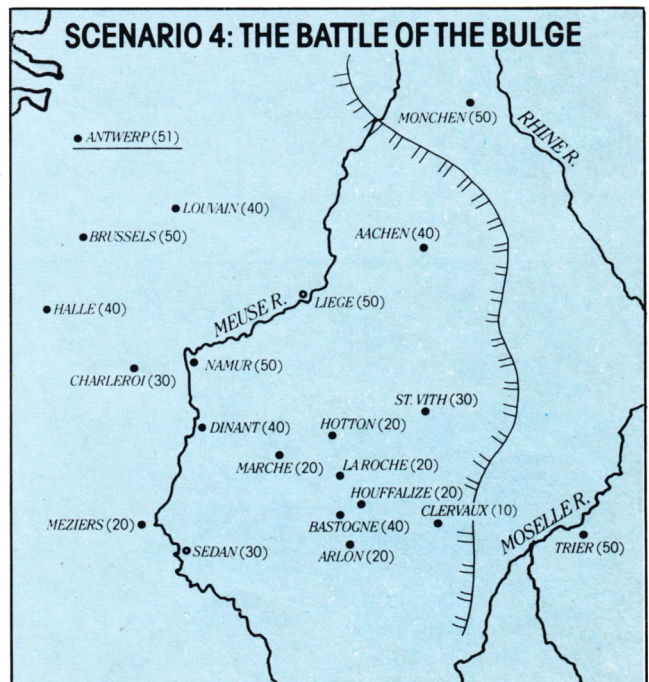 SCENARIO 4: THE BATTLE OF THE BULGE
MONCHEN (50)
RHINE R.
ANTWERP (51)
LOUVAIN (40)
BRUSSELS (50)
AACHEN (40)
LIEGE (50)
HALLE (40)
MEUSE R.
NAMUR (50)
CHARLEROI (30)
ST. VITH (30)
DINANT (40)
HOTTON (20)
MARCHE (20)
LA ROCHE (20)
HOUFFALIZE (20)
CLERVAUX (10)
MEZIERS (20)
BASTOGNE (40)
MOSELLE R.
TRIER (50)
SEDAN (30)
ARLON (20)